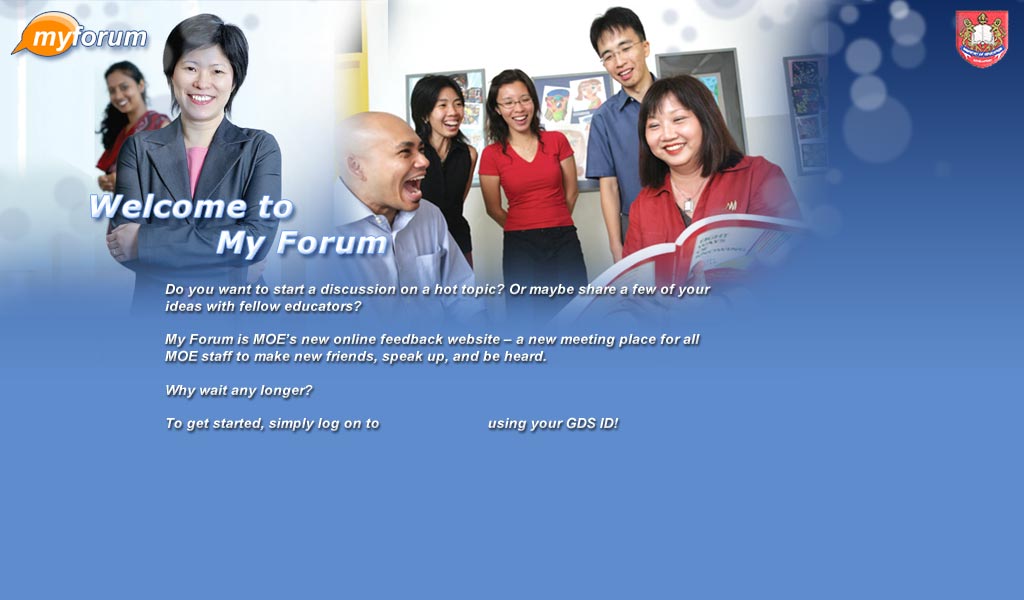 myforum
Welcome to
My Forum
Do you want to start a discussion on a hot topic? Or maybe share a few of your
ideas with fellow educators?
My Forum is MOE's new online feedback website – a new meeting place for all
MOE staff to make new friends, speak up, and be heard.
Why wait any longer?
To get started, simply log on to using your GDS ID!